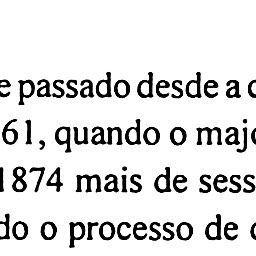 e passado desde a
61, quando o majo
1874 mais de sess
do o processo de